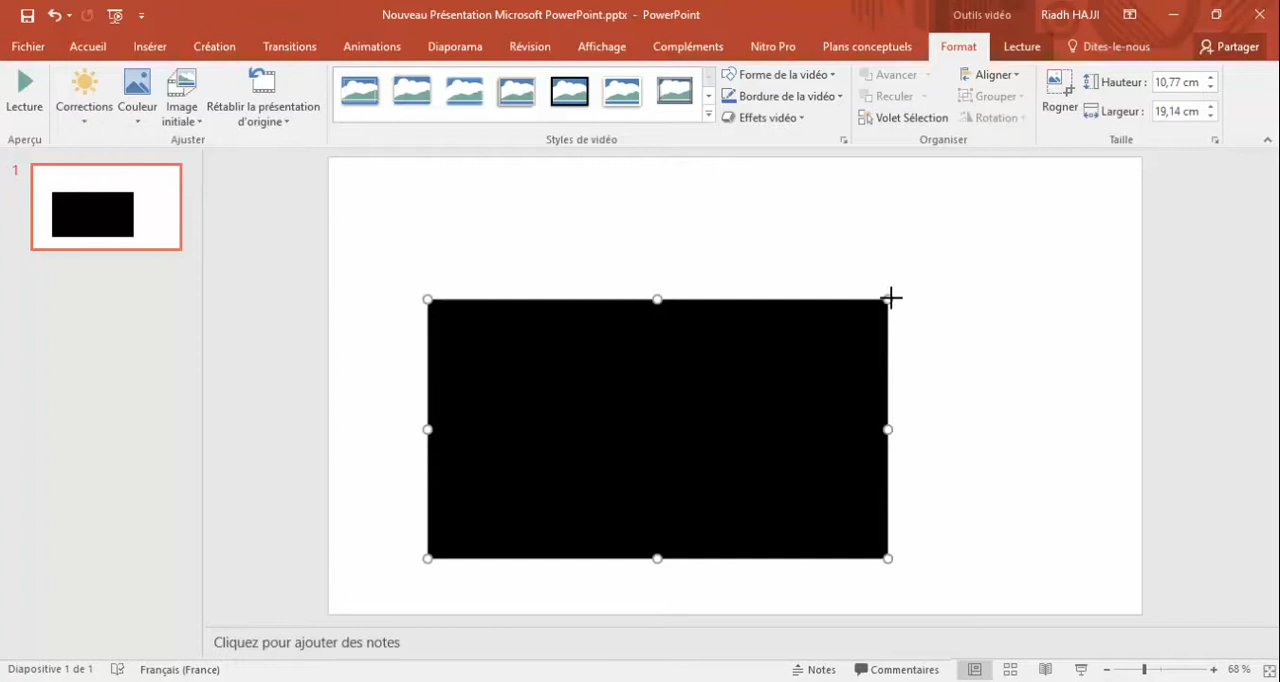 Nouveau Présentation Microsoft PowerPoint.pptx - PowerPoint
Outils vidéo
Riadh HAJJI
Fichier Accueil Insérer Création Transitions Animations Diaporama Révision Affichage Compléments Nitro Pro Plans conceptuels Format Lecture Dites-le-nous Partager
Lecture
Aperçu
Corrections
Couleur
Image
initiale
Rétablir la présentation
d'origine
Ajuster
Styles de vidéo
Forme de la vidéo
Bordure de la vidéo
Effets vidéo
Avancer
Reculer
Volet Sélection
Aligner
Grouper
Rotation
Organiser
Rogner
Hauteur : 10,77 cm
Largeur : 19,14 cm
Taille
1
Cliquez pour ajouter des notes
Diapositive 1 de 1 Français (France) Notes Commentaires 68 %